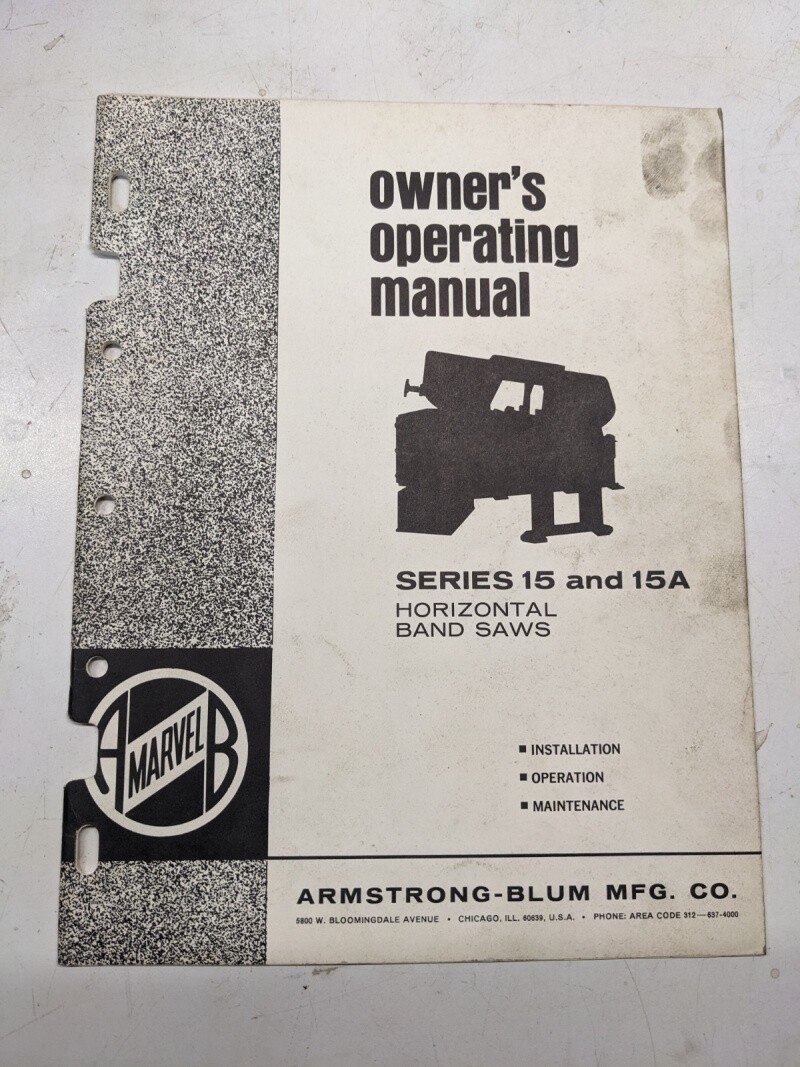 owner's
operating
manual
SERIES 15 and 15A
HORIZONTAL
BAND SAWS
A MARVEL B
■ INSTALLATION
■ OPERATION
■ MAINTENANCE
ARMSTRONG-BLUM MFG. CO.
5800 W. BLOOMINGDALE AVENUE • CHICAGO, ILL. 60639, U.S.A. • PHONE: AREA CODE 312—637-4000